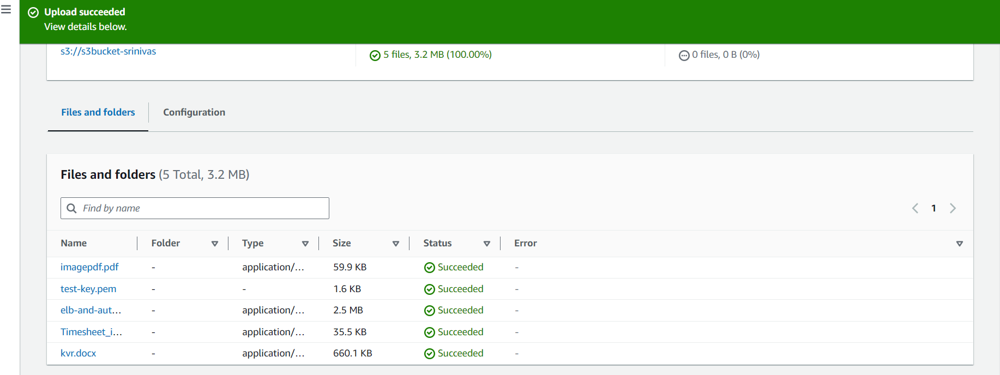 Upload succeeded
View details below.
s3://s3bucket-srinivas
5 files, 3.2 MB (100.00%)
0 files, 0 B (0%)
Files and folders
Configuration
Files and folders (5 Total, 3.2 MB)
Find by name
1
Name Folder Type Size Status Error
imagepdf.pdf - application/... 59.9 KB Succeeded -
test-key.pem - - 1.6 KB Succeeded -
elb-and-aut... - application/... 2.5 MB Succeeded -
Timesheet_i... - application/... 35.5 KB Succeeded -
kvr.docx - application/... 660.1 KB Succeeded -